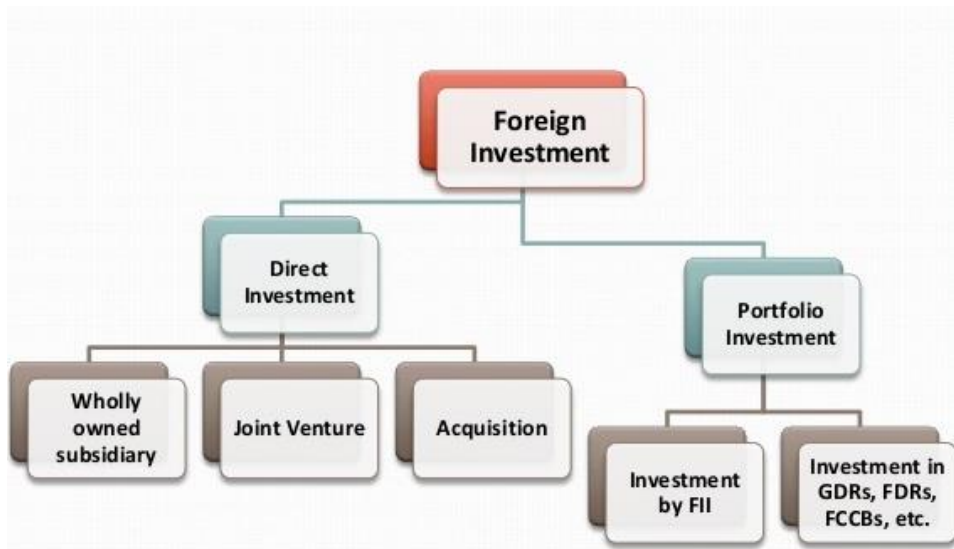 Foreign
Investment
Direct
Investment
Portfolio
Investment
Wholly
owned
subsidiary
Joint Venture
Acquisition
Investment
by FII
Investment in
GDRs, FDRs,
FCCBs, etc.